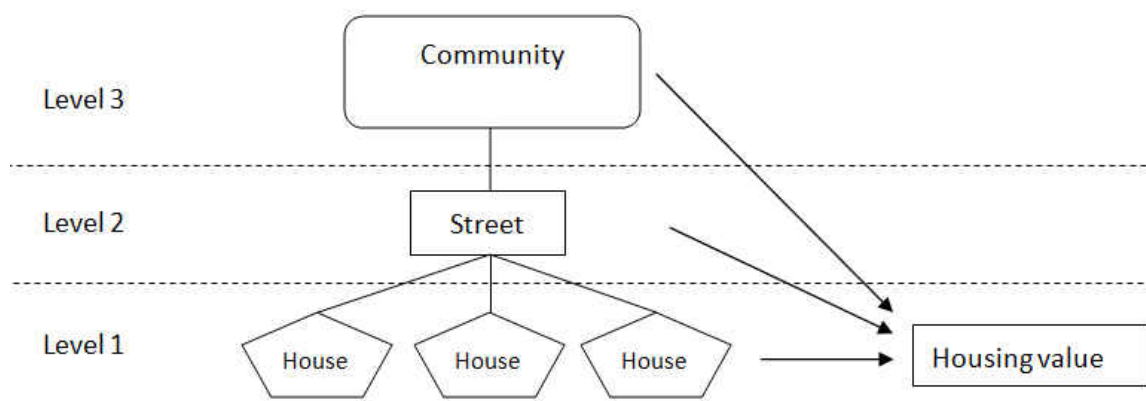 Community
Level 3
Level 2
Street
Level 1
House
House
House
Housing value